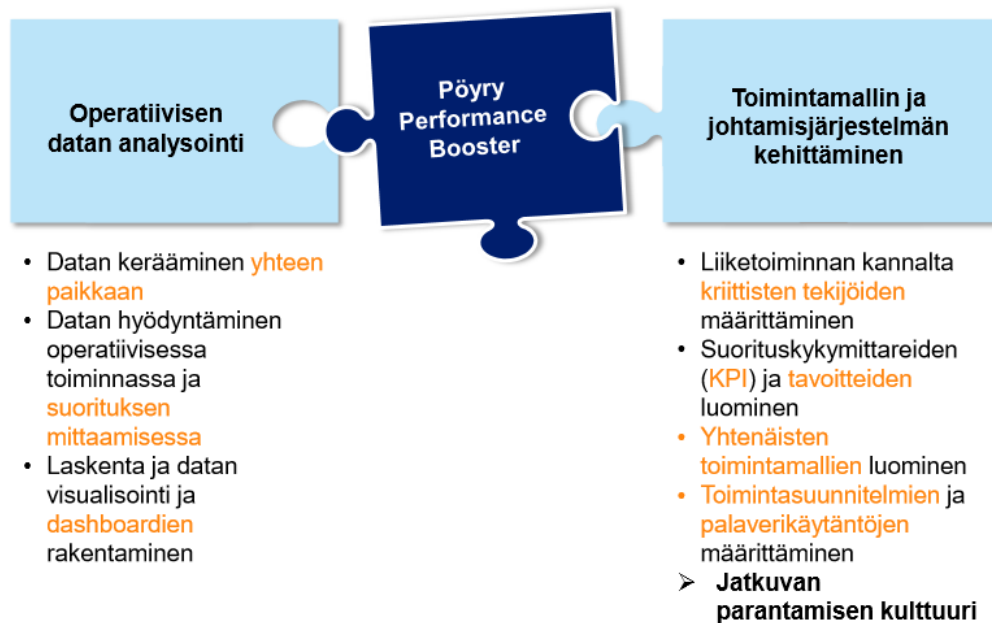 Operatiivisen
datan analysointi
Pöyry
Performance
Booster
Toimintamallin ja
johtamisjärjestelmän
kehittäminen
• Datan kerääminen yhteen
paikkaan
• Datan hyödyntäminen
operatiivisessa
toiminnassa ja
suorituksen
mittaamisessa
• Laskenta ja datan
visualisointi ja
dashboardien
rakentaminen
• Liiketoiminnan kannalta
kriittisten tekijöiden
määrittäminen
• Suorituskykymittareiden
(KPI) ja tavoitteiden
luominen
• Yhtenäisten
toimintamallien luominen
• Toimintasuunnitelmien ja
palaverikäytäntöjen
määrittäminen
➢ Jatkuvan
parantamisen kulttuuri